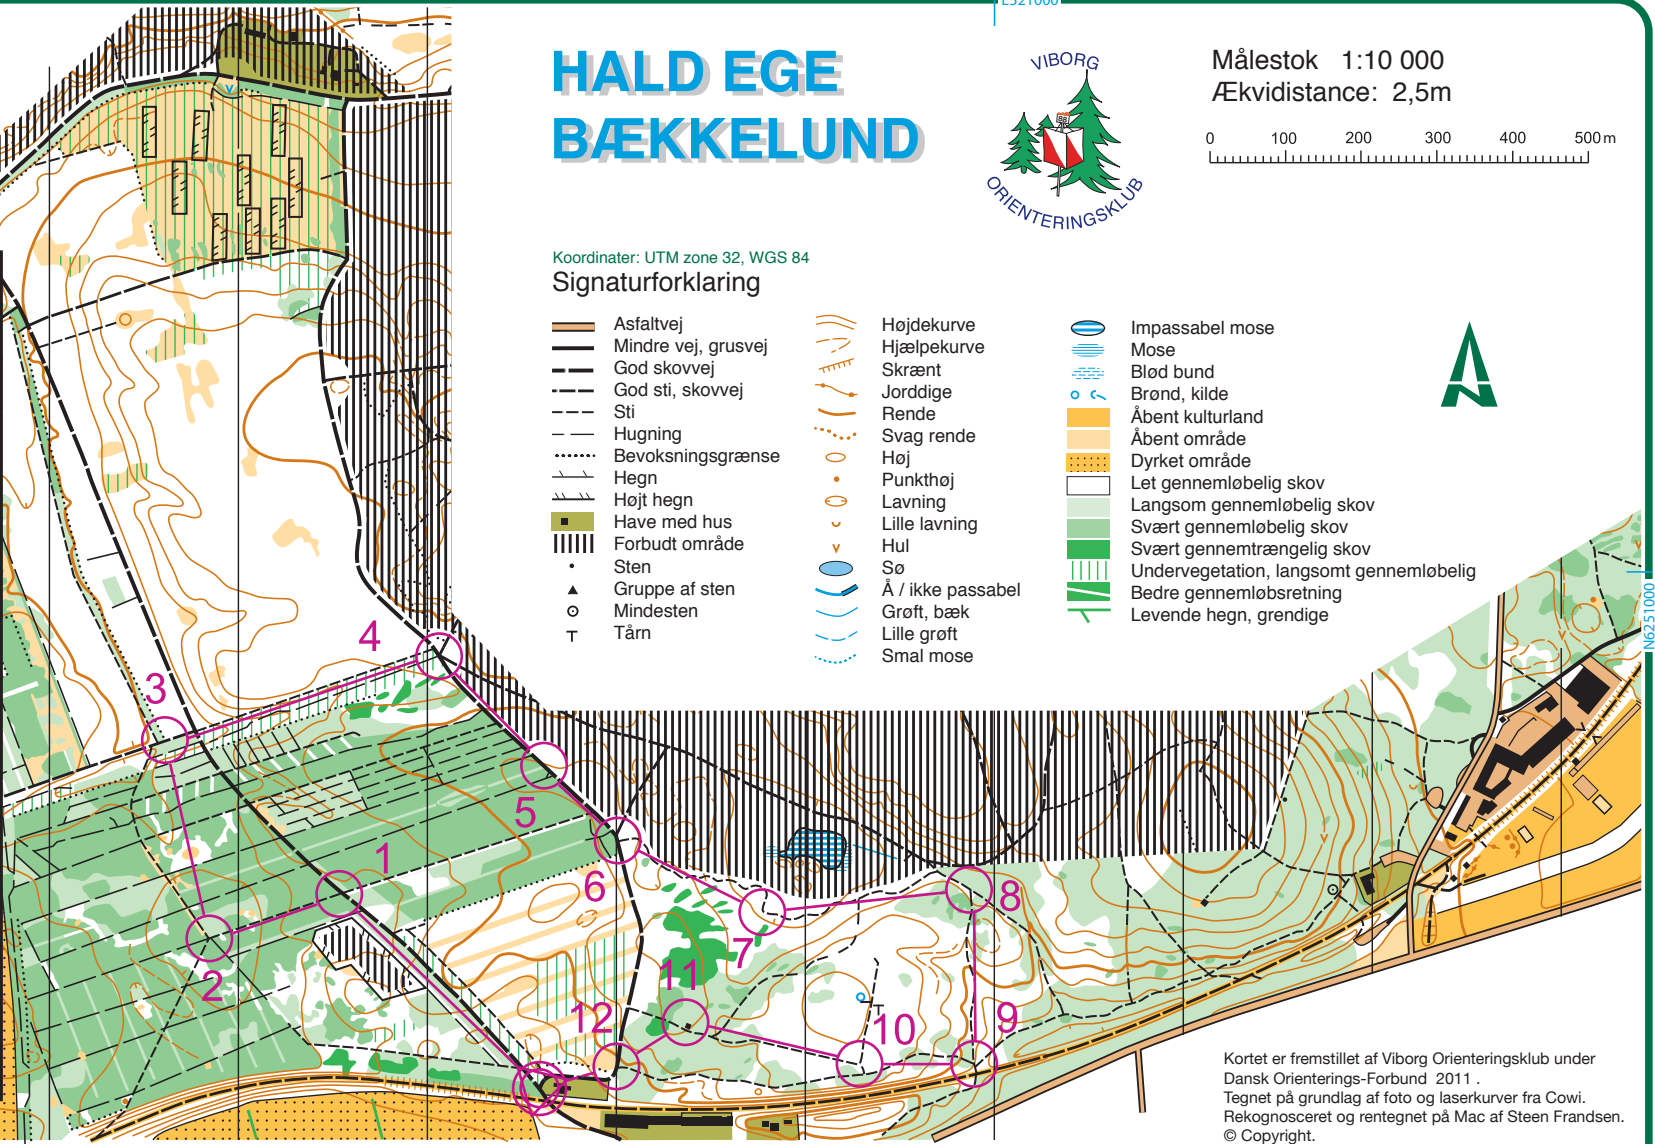 E521000
HALD EGE
BÆKKELUND
VIBORG
88
ORIENTERINGSKLUB
Målestok 1:10 000
Ækvidistance: 2,5m
0 100 200 300 400 500 m
Koordinater: UTM zone 32, WGS 84
Signaturforklaring
Asfaltvej
Mindre vej, grusvej
God skovvej
God sti, skovvej
Sti
Hugning
Bevoksningsgrænse
Hegn
Højt hegn
Have med hus
Forbudt område
Sten
Gruppe af sten
Mindesten
Tårn
Højdekurve
Hjælpekurve
Skrænt
Jorddige
Rende
Svag rende
Høj
Punkthøj
Lavning
Lille lavning
Hul
Sø
Å / ikke passabel
Grøft, bæk
Lille grøft
Smal mose
Impassabel mose
Mose
Blød bund
Brønd, kilde
Åbent kulturland
Åbent område
Dyrket område
Let gennemløbelig skov
Langsom gennemløbelig skov
Svært gennemløbelig skov
Svært gennemtrængelig skov
Undervegetation, langsomt gennemløbelig
Bedre gennemløbsretning
Levende hegn, grendige
N
N6251000
4
3
5
1
6
8
7
2
11
12
10
9
Kortet er fremstillet af Viborg Orienteringsklub under
Dansk Orienterings-Forbund 2011 .
Tegnet på grundlag af foto og laserkurver fra Cowi.
Rekognosceret og rentegnet på Mac af Steen Frandsen.
© Copyright.